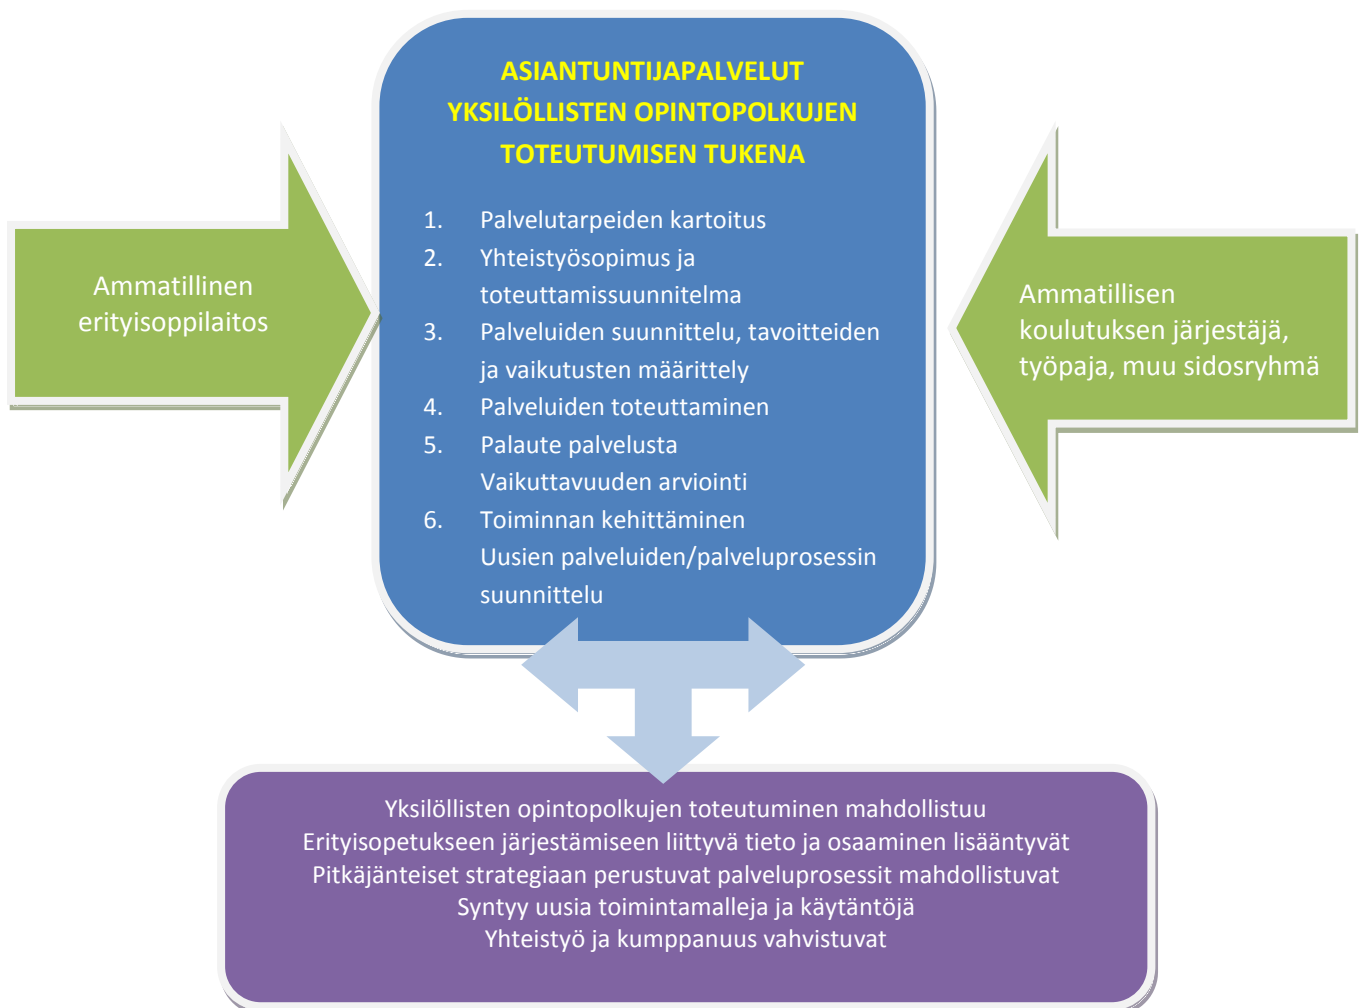 ASIANTUNTIJAPALVELUT
YKSILÖLLISTEN OPINTOPOLKUJEN
TOTEUTUMISEN TUKENA
1. Palvelutarpeiden kartoitus
2. Yhteistyösopimus ja
toteuttamissuunnitelma
3. Palveluiden suunnittelu, tavoitteiden
ja vaikutusten määrittely
4. Palveluiden toteuttaminen
5. Palaute palvelusta
Vaikuttavuuden arviointi
6. Toiminnan kehittäminen
Uusien palveluiden/palveluprosessin
suunnittelu
Ammatillinen
erityisoppilaitos
Ammatillisen
koulutuksen järjestäjä,
työpaja, muu sidosryhmä
Yksilöllisten opintopolkujen toteutuminen mahdollistuu
Erityisopetukseen järjestämiseen liittyvä tieto ja osaaminen lisääntyvät
Pitkäjänteiset strategiaan perustuvat palveluprosessit mahdollistuvat
Syntyy uusia toimintamalleja ja käytäntöjä
Yhteistyö ja kumppanuus vahvistuvat